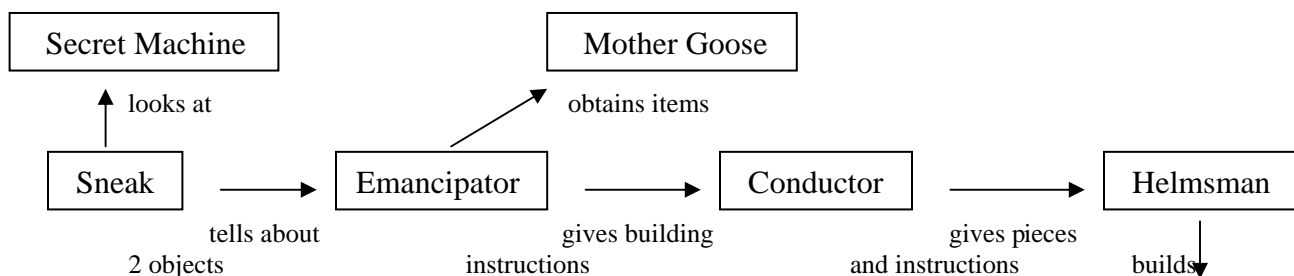 Secret Machine
Mother Goose
looks at
obtains items
Sneak
Emancipator
Conductor
Helmsman
tells about
gives building
gives pieces
2 objects
instructions
and instructions
builds